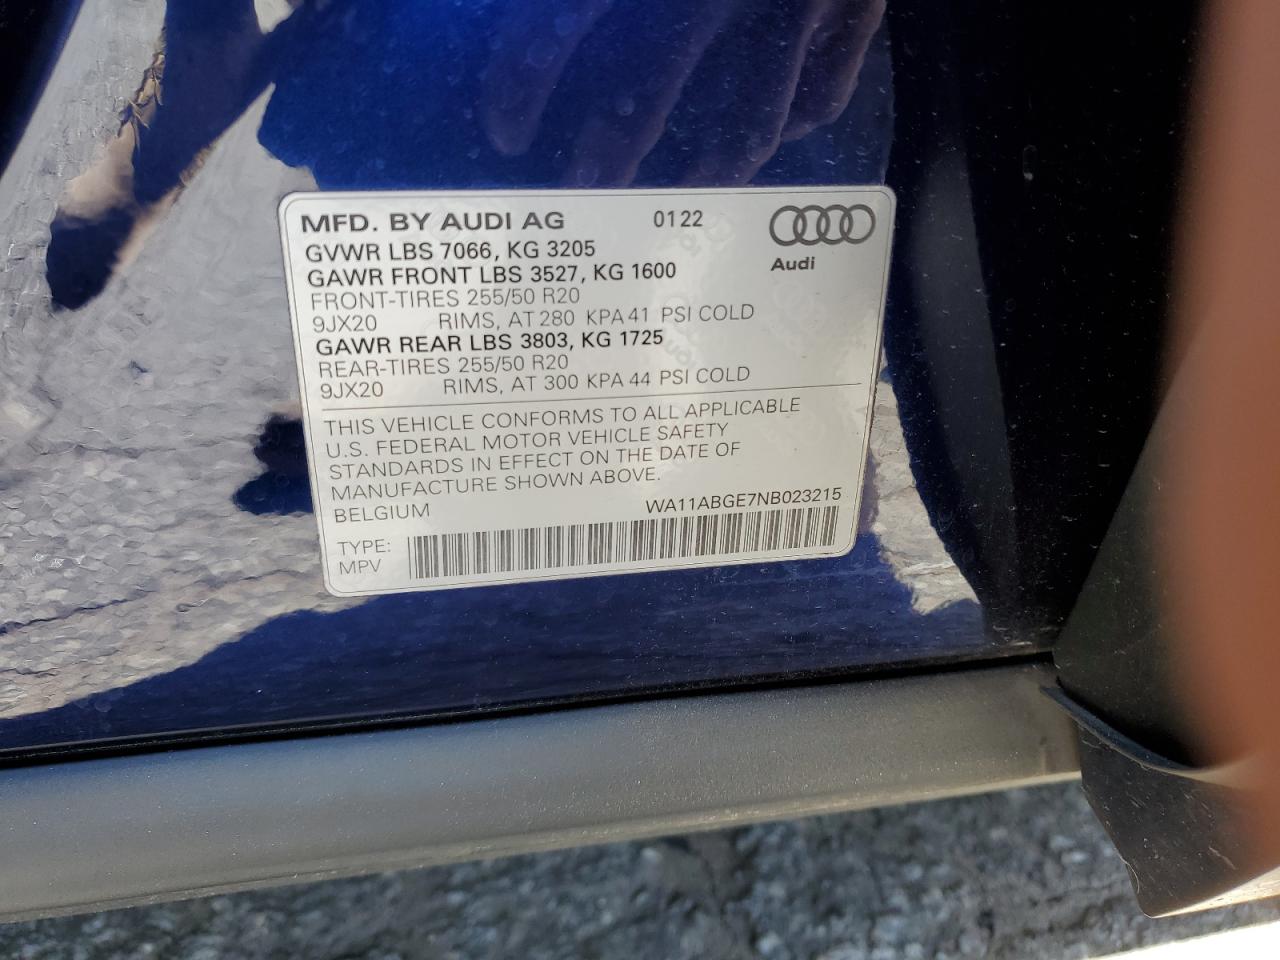 MFD. BY AUDI AG 0122
Audi
GVWR LBS 7066, KG 3205
GAWR FRONT LBS 3527, KG 1600
FRONT-TIRES 255/50 R20
9JX20 RIMS, AT 280 KPA 41 PSI COLD
GAWR REAR LBS 3803, KG 1725
REAR-TIRES 255/50 R20
9JX20 RIMS, AT 300 KPA 44 PSI COLD
THIS VEHICLE CONFORMS TO ALL APPLICABLE
U.S. FEDERAL MOTOR VEHICLE SAFETY
STANDARDS IN EFFECT ON THE DATE OF
MANUFACTURE SHOWN ABOVE.
BELGIUM WA11ABGE7NB023215
TYPE:
MPV